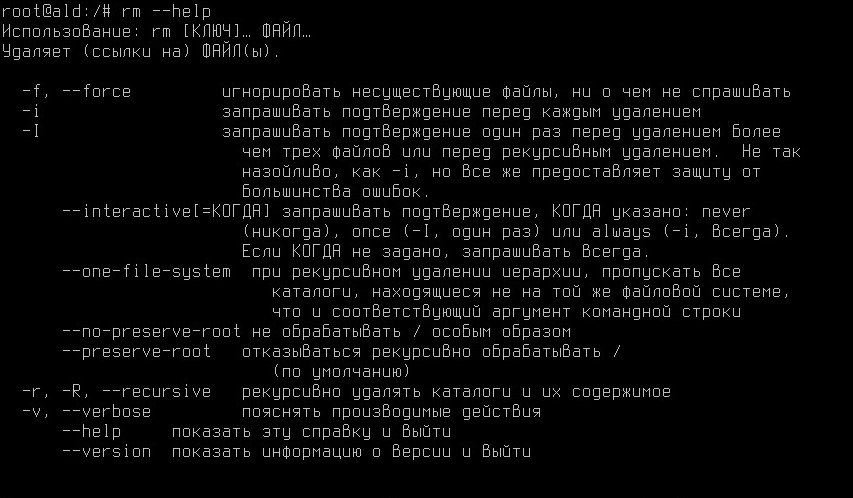 root@ald:/# rm --help
Использование: rm [КЛЮЧ]… ФАЙЛ…
Удаляет (ссылки на) ФАЙЛ(ы).
-f, --force игнорировать несуществующие файлы, ни о чем не спрашивать
-i запрашивать подтверждение перед каждым удалением
-I запрашивать подтверждение один раз перед удалением более
чем трех файлов или перед рекурсивным удалением. Не так
назойливо, как -i, но все же предоставляет защиту от
большинства ошибок.
--interactive[=КОГДА] запрашивать подтверждение, КОГДА указано: never
(никогда), once (-I, один раз) или always (-i, всегда).
Если КОГДА не задано, запрашивать всегда.
--one-file-system при рекурсивном удалении иерархии, пропускать все
каталоги, находящиеся не на той же файловой системе,
что и соответствующий аргумент командной строки
--no-preserve-root не обрабатывать / особым образом
--preserve-root отказываться рекурсивно обрабатывать /
(по умолчанию)
-r, -R, --recursive рекурсивно удалять каталоги и их содержимое
-v, --verbose пояснять производимые действия
--help показать эту справку и выйти
--version показать информацию о версии и выйти